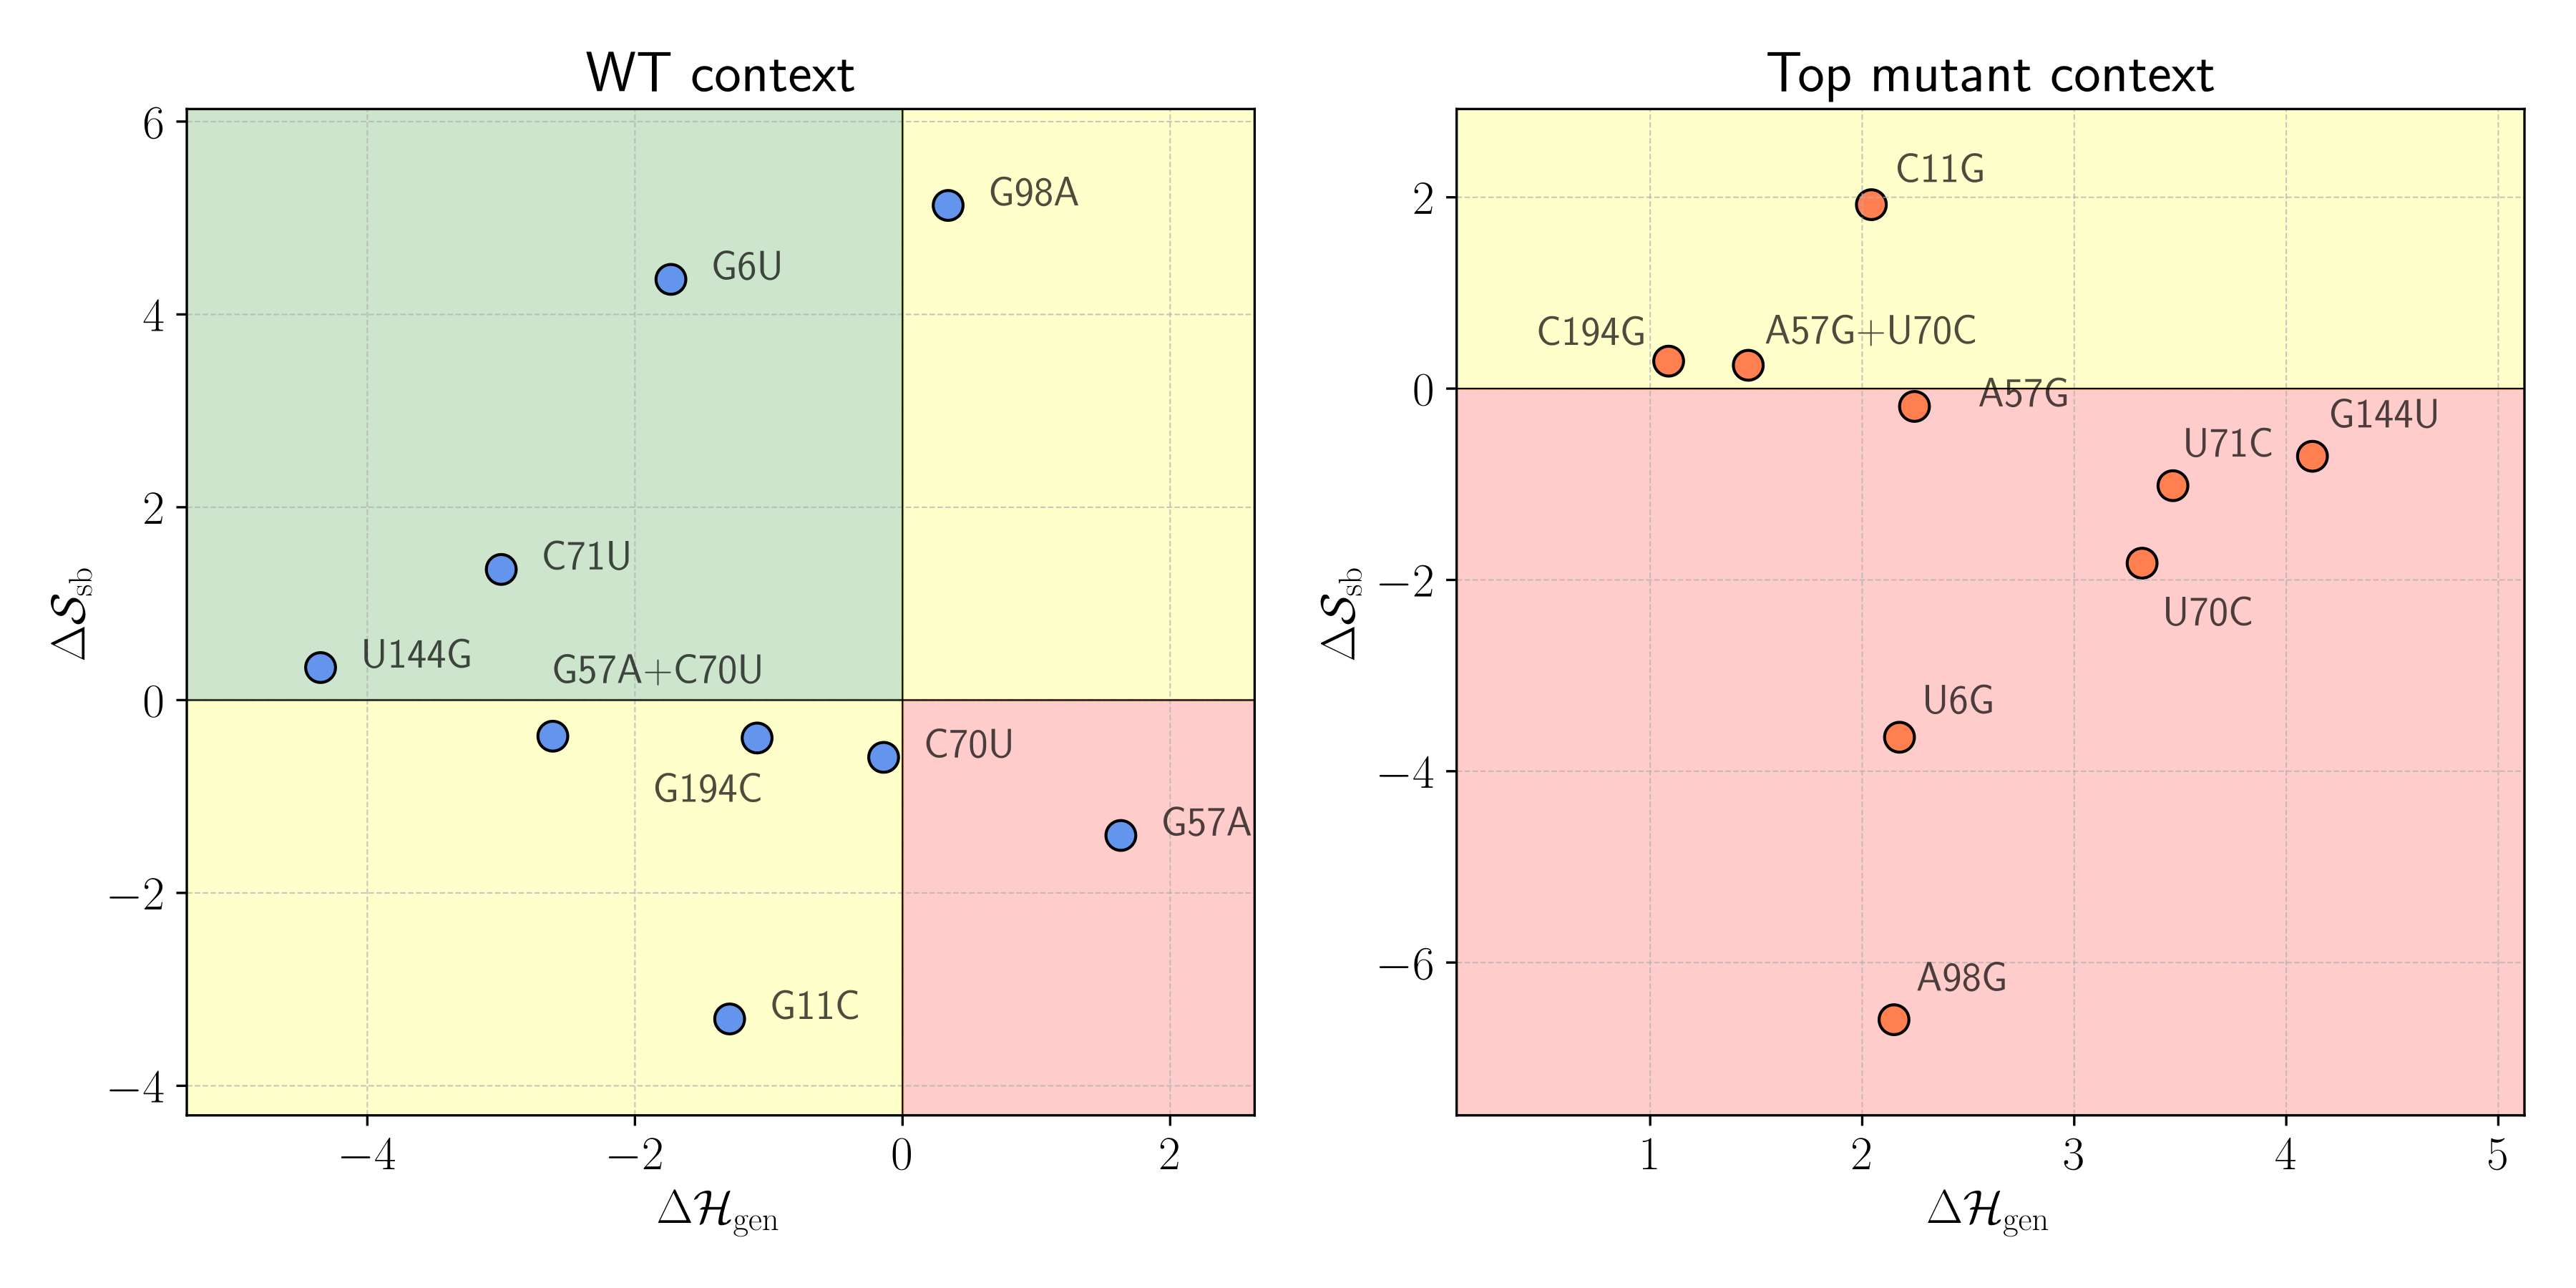 WT context
6
4
2
0
−2
−4
ΔS_sb
G98A
G6U
C71U
U144G
G57A+C70U
C70U
G194C
G57A
G11C
−4 −2 0 2
ΔH_gen
Top mutant context
2
0
−2
−4
−6
ΔS_sb
C11G
C194G
A57G+U70C
A57G
G144U
U71C
U70C
U6G
A98G
1 2 3 4 5
ΔH_gen